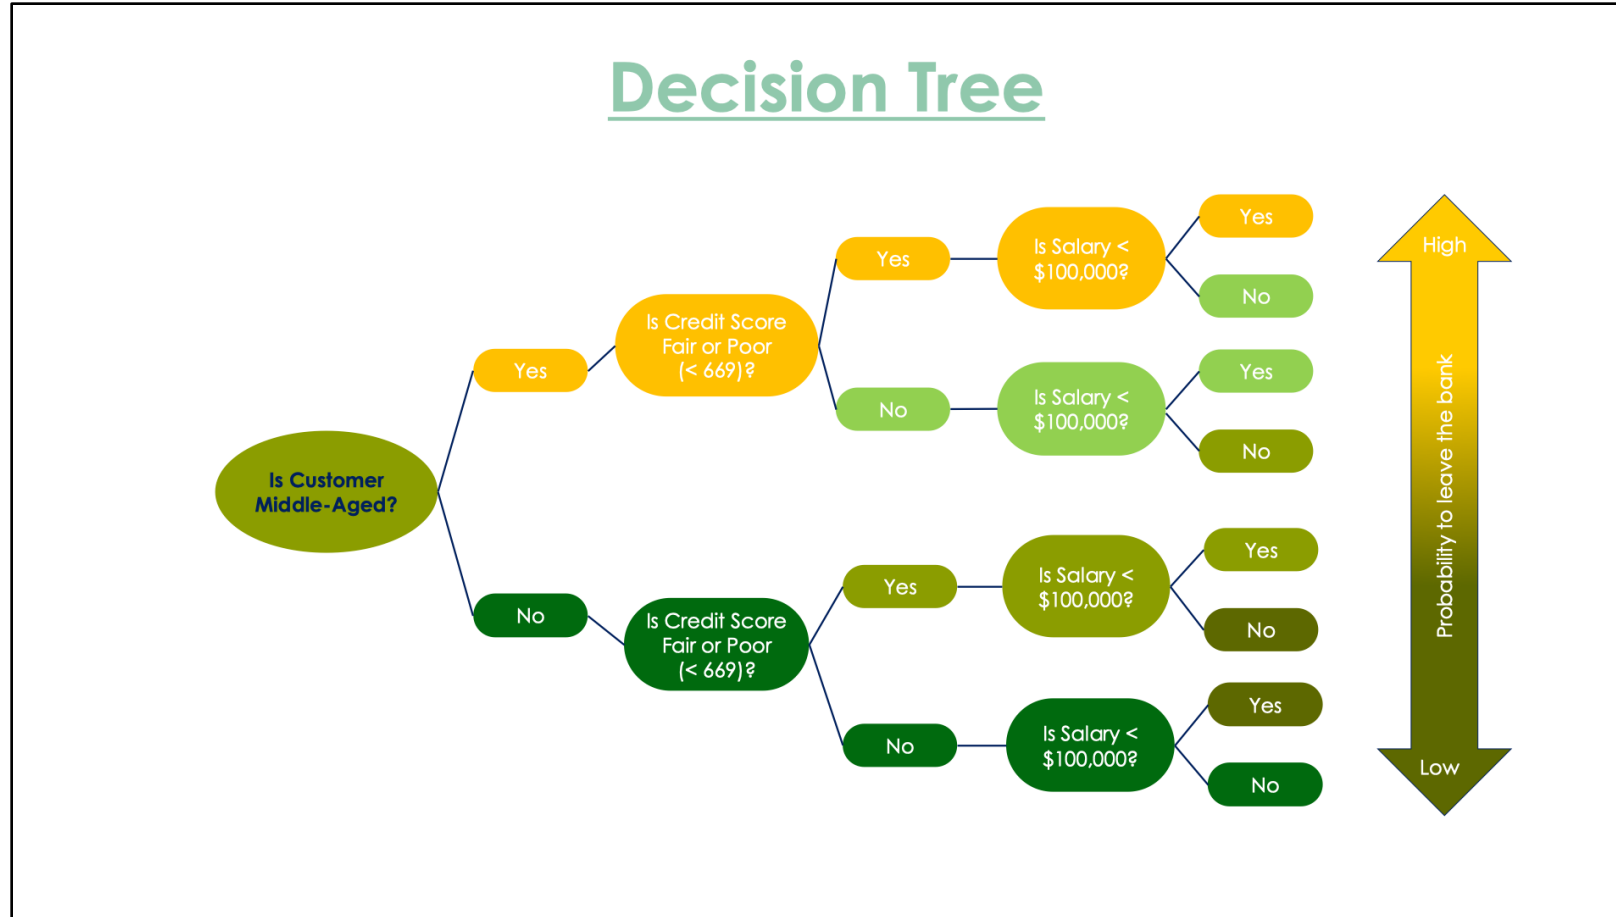 Decision Tree
Is Customer
Middle-Aged?
Yes
Is Credit Score
Fair or Poor
(< 669)?
Yes
Is Salary <
$100,000?
Yes
No
No
Is Salary <
$100,000?
Yes
No
No
Is Credit Score
Fair or Poor
(< 669)?
Yes
Is Salary <
$100,000?
Yes
No
No
Is Salary <
$100,000?
Yes
No
High
Probability to leave the bank
Low